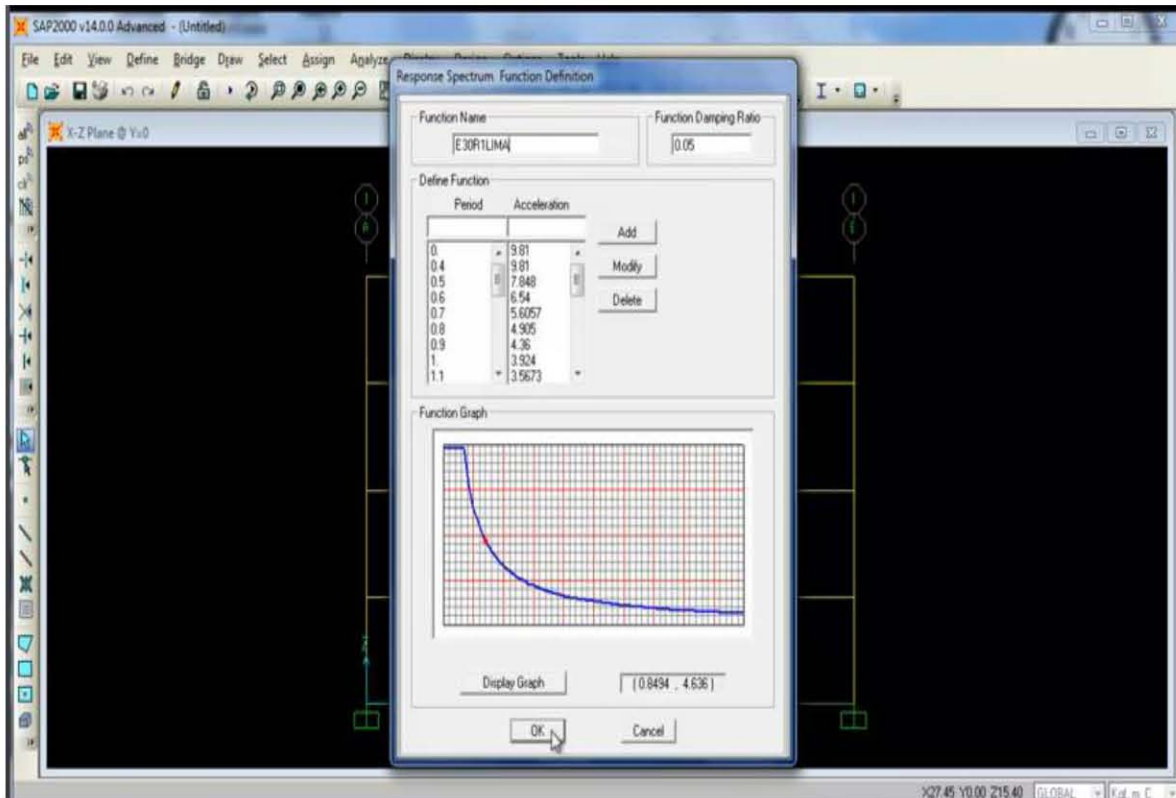 SAP2000 v14.0.0 Advanced - (Untitled)
File Edit View Define Bridge Draw Select Assign Analyze
Response Spectrum Function Definition
X-Z Plane @ Y=0
Function Name
Function Damping Ratio
E30R1LIMA
0.05
Define Function
Period Acceleration
0. 9.81
0.4 9.81
0.5 7.848
0.6 6.54
0.7 5.6057
0.8 4.905
0.9 4.36
1. 3.924
1.1 3.5673
Add
Modify
Delete
Function Graph
Display Graph
(0.8494 , 4.636 )
OK
Cancel
Z
X27.45 Y0.00 Z15.40 GLOBAL Kgf, m, C